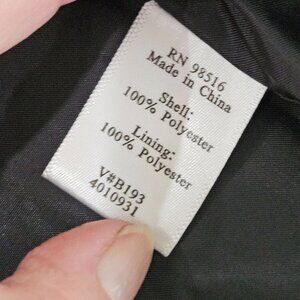 RN 98516
Made in China
Shell:
100% Polyester
Lining:
100% Polyester
V#B193
4010931